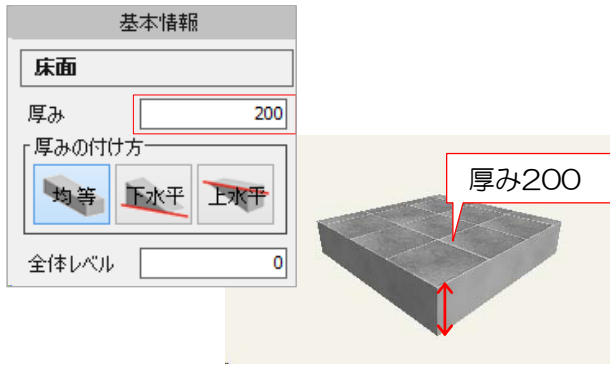 基本情報
床面
厚み
200
厚みの付け方
均等
下水平
上水平
全体レベル
0
厚み200